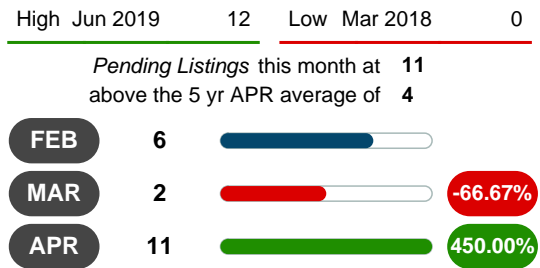 High Jun 2019 12 Low Mar 2018 0
Pending Listings this month at 11
above the 5 yr APR average of 4
FEB 6
MAR 2 -66.67%
APR 11 450.00%